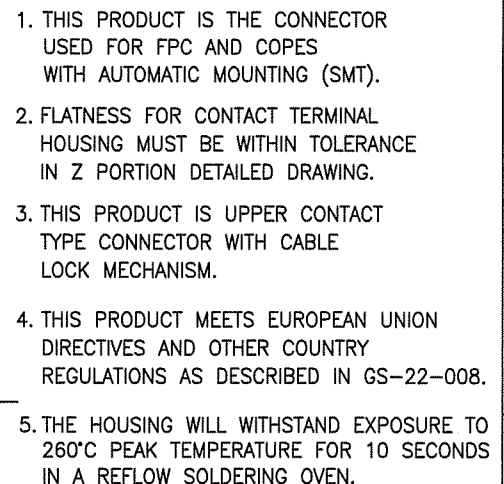 1. THIS PRODUCT IS THE CONNECTOR
USED FOR FPC AND COPES
WITH AUTOMATIC MOUNTING (SMT).
2. FLATNESS FOR CONTACT TERMINAL
HOUSING MUST BE WITHIN TOLERANCE
IN Z PORTION DETAILED DRAWING.
3. THIS PRODUCT IS UPPER CONTACT
TYPE CONNECTOR WITH CABLE
LOCK MECHANISM.
4. THIS PRODUCT MEETS EUROPEAN UNION
DIRECTIVES AND OTHER COUNTRY
REGULATIONS AS DESCRIBED IN GS-22-008.
5. THE HOUSING WILL WITHSTAND EXPOSURE TO
260°C PEAK TEMPERATURE FOR 10 SECONDS
IN A REFLOW SOLDERING OVEN.